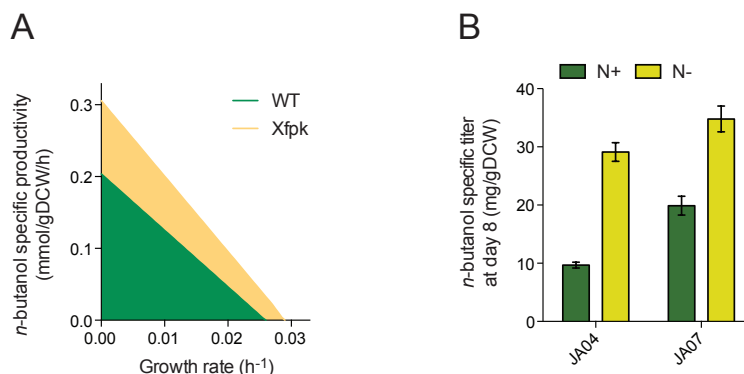 A
n-butanol specific productivity
(mmol/gDCW/h)
0.3
0.2
0.1
0.0
WT
Xfpk
0.00
0.01
0.02
0.03
Growth rate (h-1)
B
N+
N-
n-butanol specific titer
at day 8 (mg/gDCW)
40
30
20
10
0
JA04
JA07